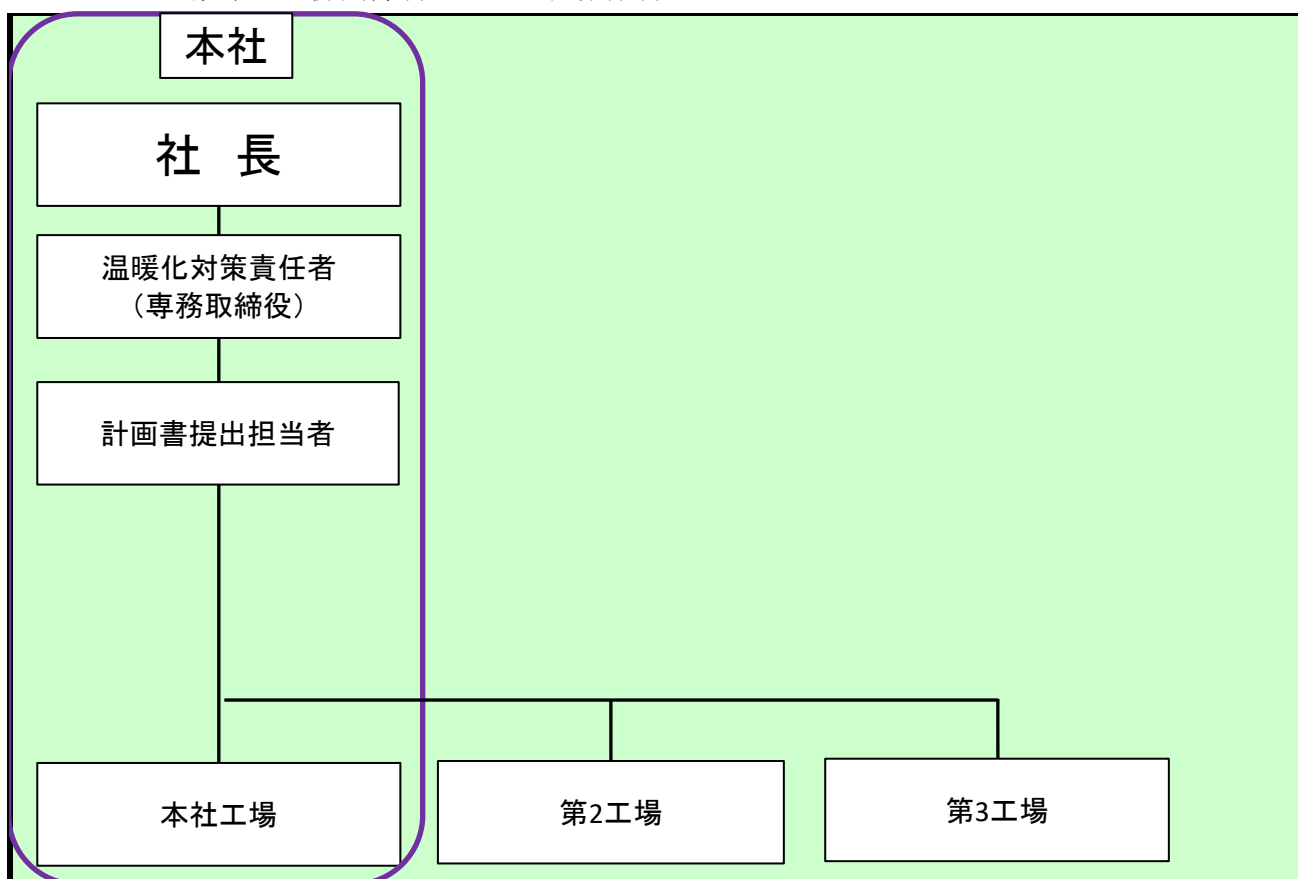 本社
社 長
温暖化対策責任者
（専務取締役）
計画書提出担当者
本社工場
第2工場
第3工場